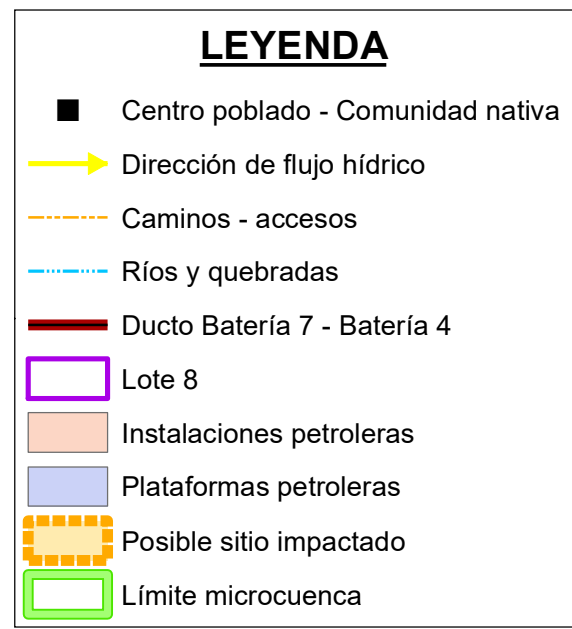 LEYENDA
Centro poblado - Comunidad nativa
Dirección de flujo hídrico
Caminos - accesos
Ríos y quebradas
Ducto Batería 7 - Batería 4
Lote 8
Instalaciones petroleras
Plataformas petroleras
Posible sitio impactado
Límite microcuenca